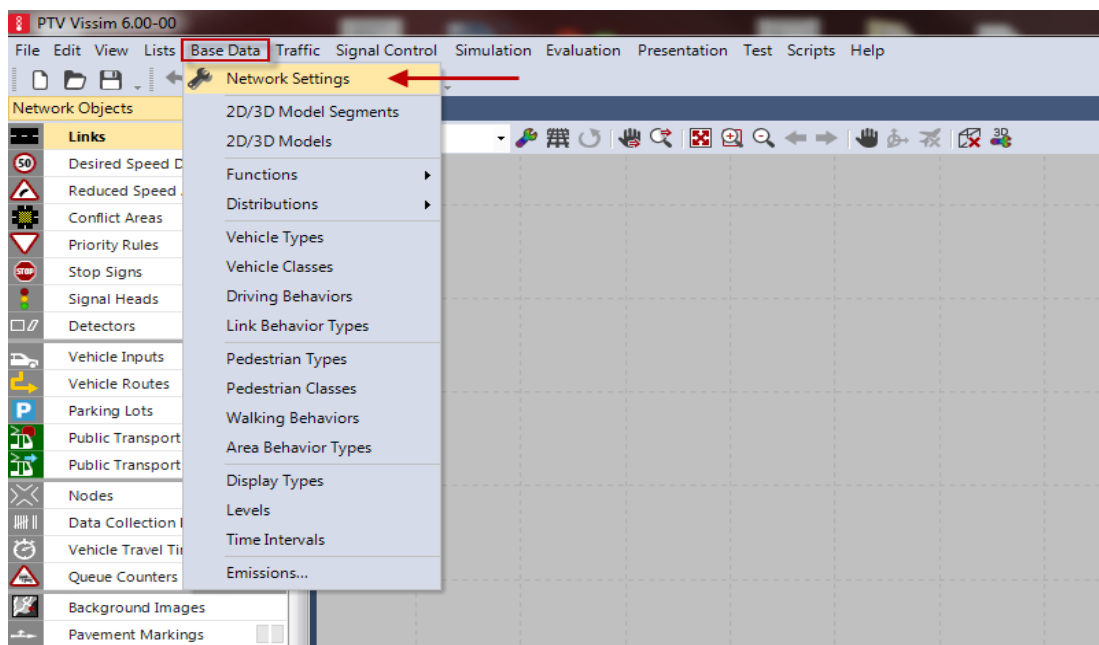 PTV Vissim 6.00-00
File Edit View Lists Base Data Traffic Signal Control Simulation Evaluation Presentation Test Scripts Help
Network Settings
Network Objects
2D/3D Model Segments
Links
3D
2D/3D Models
50
Desired Speed D
Functions
Reduced Speed
Distributions
Conflict Areas
Priority Rules
Vehicle Types
STOP
Stop Signs
Vehicle Classes
Signal Heads
Driving Behaviors
Detectors
Link Behavior Types
Vehicle Inputs
Pedestrian Types
Vehicle Routes
Pedestrian Classes
P
Parking Lots
Walking Behaviors
Public Transport
Area Behavior Types
Public Transport
Display Types
Nodes
Levels
Data Collection
Time Intervals
Vehicle Travel
Queue Counters
Emissions...
Background Images
Pavement Markings